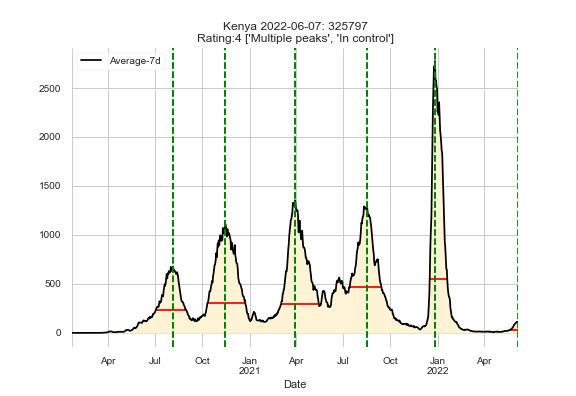 Kenya 2022-06-07: 325797
Rating:4 ['Multiple peaks', 'In control']
Average-7d
2500
2000
1500
1000
500
0
Apr Jul Oct Jan Apr Jul Oct Jan Apr
2021 2022
Date